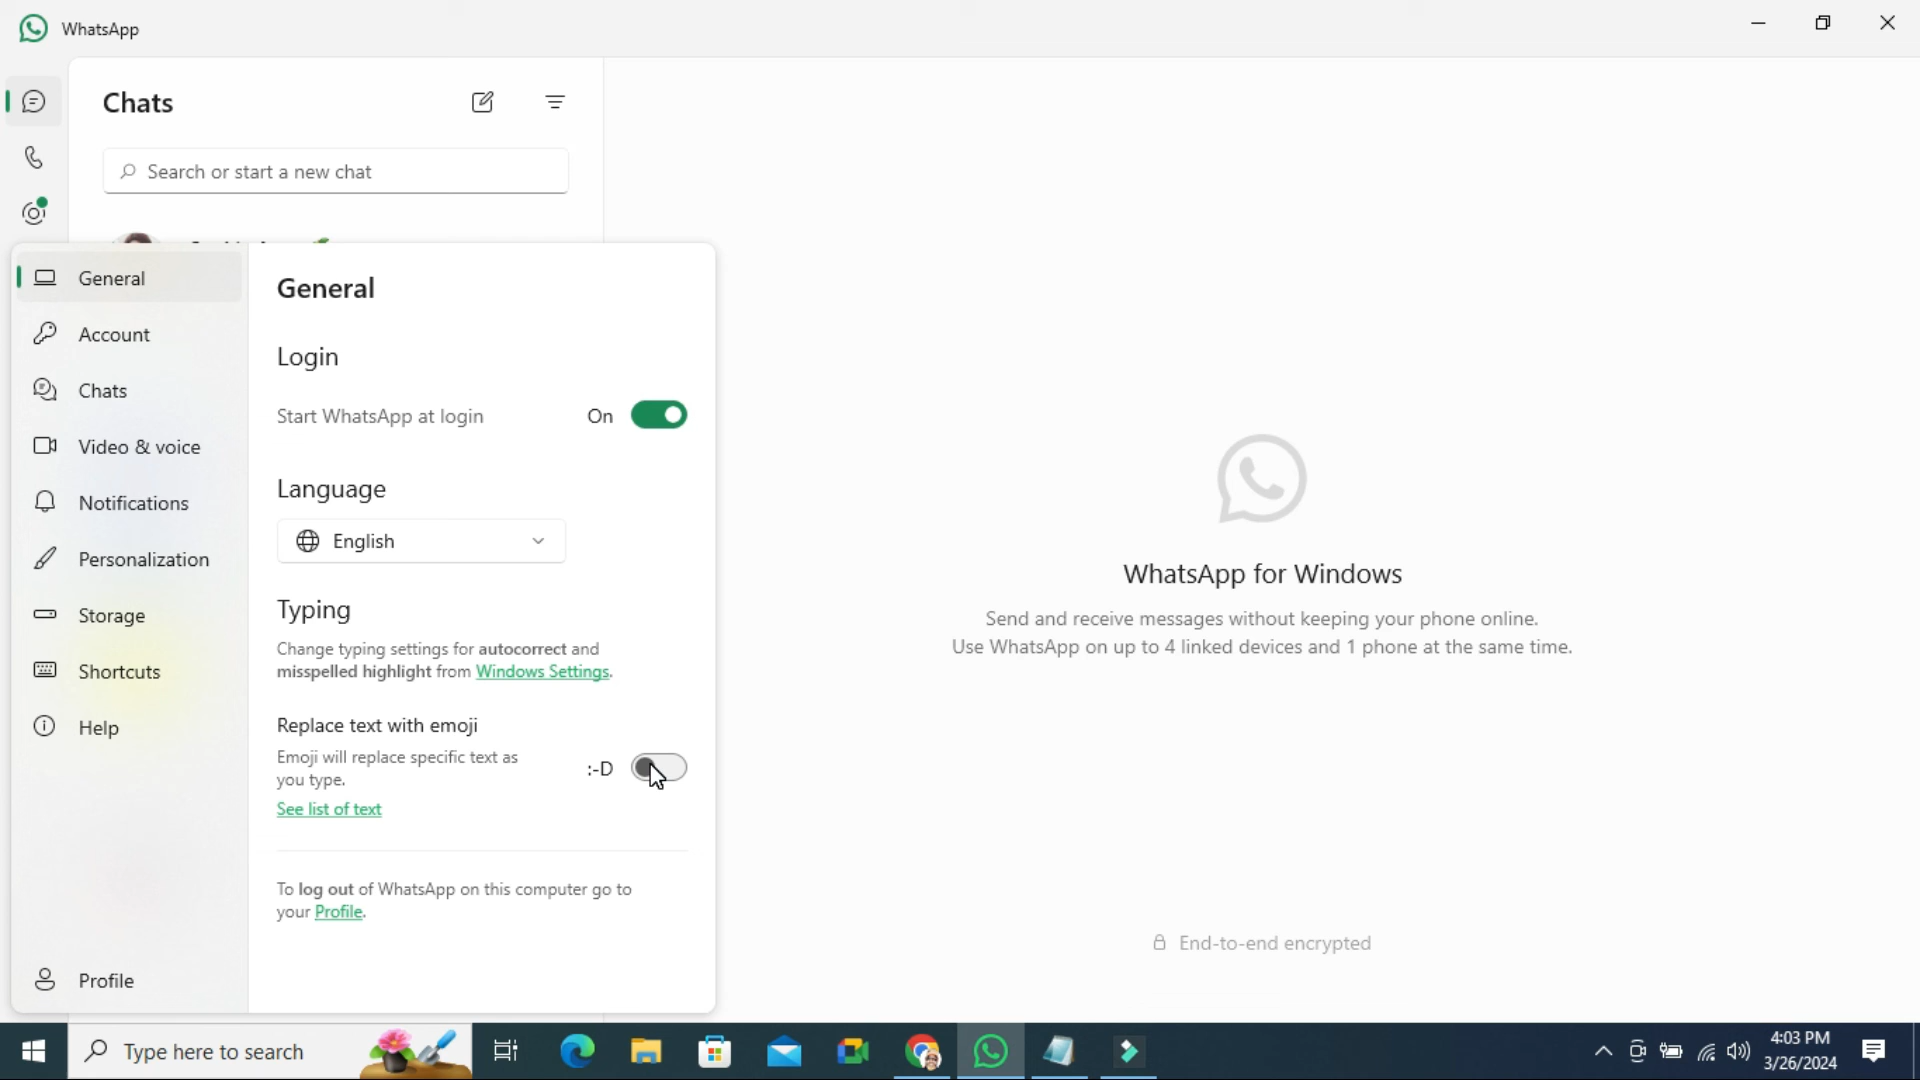 WhatsApp
Chats
Search or start a new chat
General
Account
Chats
Video & voice
Notifications
Personalization
Storage
Shortcuts
Help
Profile
General
Login
Start WhatsApp at login On
Language
English
Typing
Change typing settings for autocorrect and
misspelled highlight from Windows Settings.
Replace text with emoji
Emoji will replace specific text as
you type.
:-D
See list of text
To log out of WhatsApp on this computer go to
your Profile.
WhatsApp for Windows
Send and receive messages without keeping your phone online.
Use WhatsApp on up to 4 linked devices and 1 phone at the same time.
End-to-end encrypted
Type here to search
4:03 PM
3/26/2024